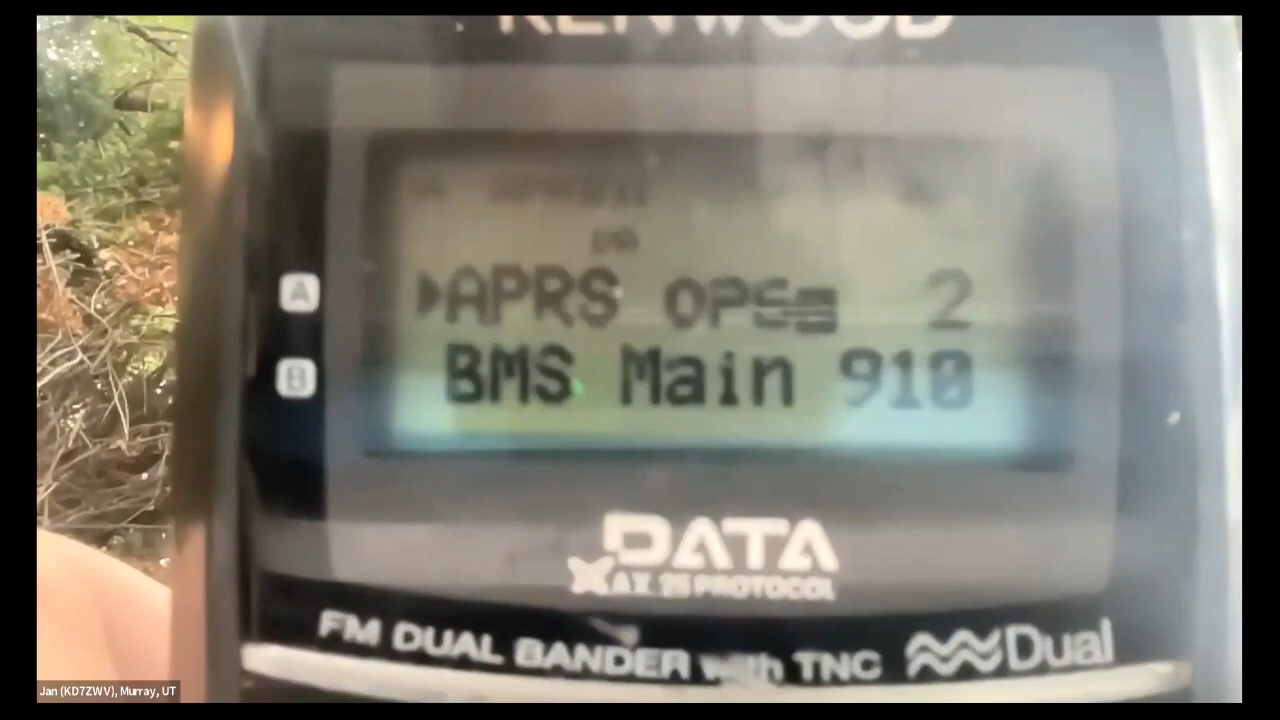 KENWOOD
A APRS OPS 2
B BMS Main 910
DATA
AX.25 PROTOCOL
FM DUAL BANDER with TNC Dual
Jan (KD7ZWV), Murray, UT